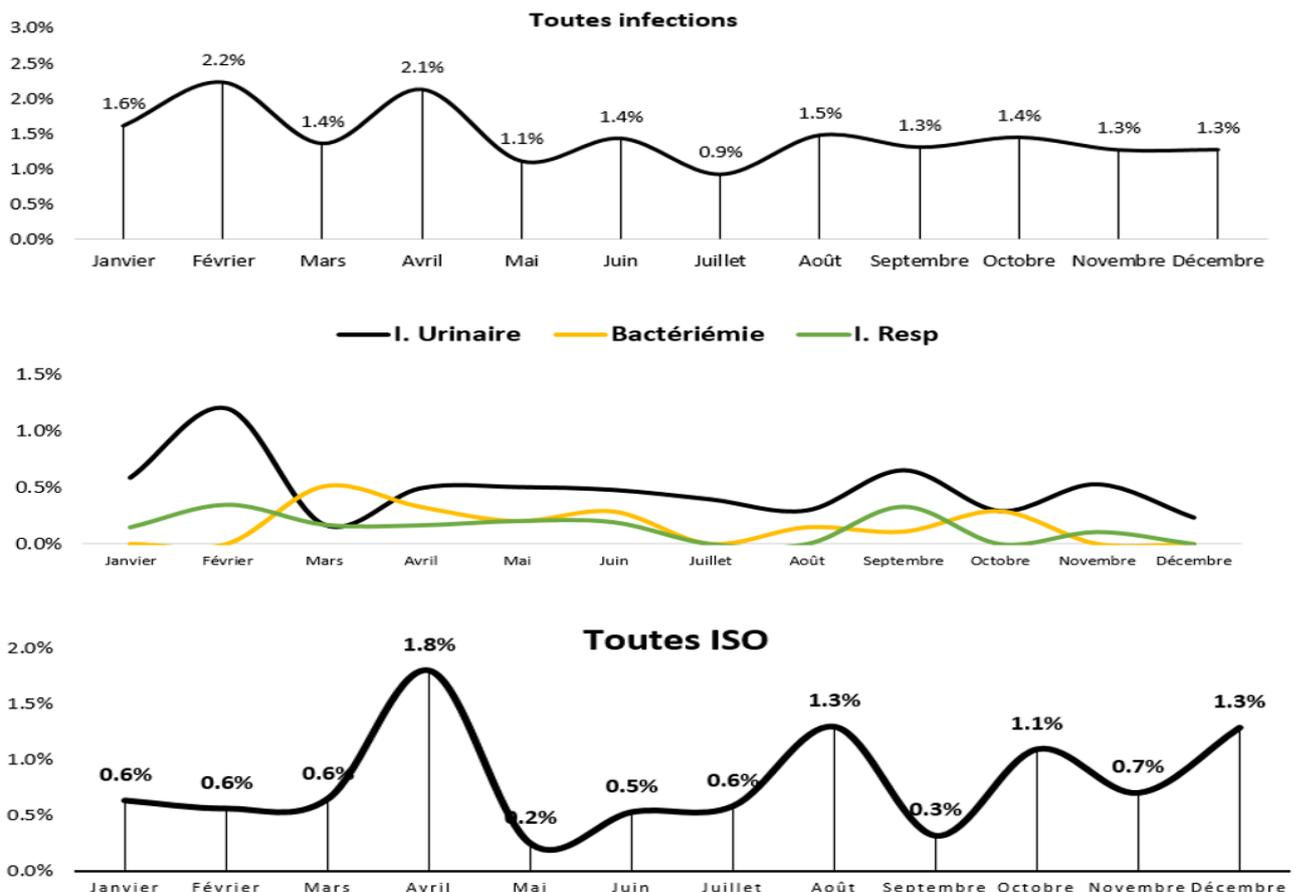 Toutes infections
3.0%
2.5%
2.0%
1.5%
1.0%
0.5%
0.0%
1.6% 2.2% 1.4% 2.1% 1.1% 1.4% 0.9% 1.5% 1.3% 1.4% 1.3% 1.3%
Janvier Février Mars Avril Mai Juin Juillet Août Septembre Octobre Novembre Décembre
I. Urinaire Bactériémie I. Resp
1.5%
1.0%
0.5%
0.0%
Janvier Février Mars Avril Mai Juin Juillet Août Septembre Octobre Novembre Décembre
Toutes ISO
2.0%
1.5%
1.0%
0.5%
0.0%
0.6% 0.6% 0.6% 1.8% 0.2% 0.5% 0.6% 1.3% 0.3% 1.1% 0.7% 1.3%
Janvier Février Mars Avril Mai Juin Juillet Août Septembre Octobre Novembre Décembre